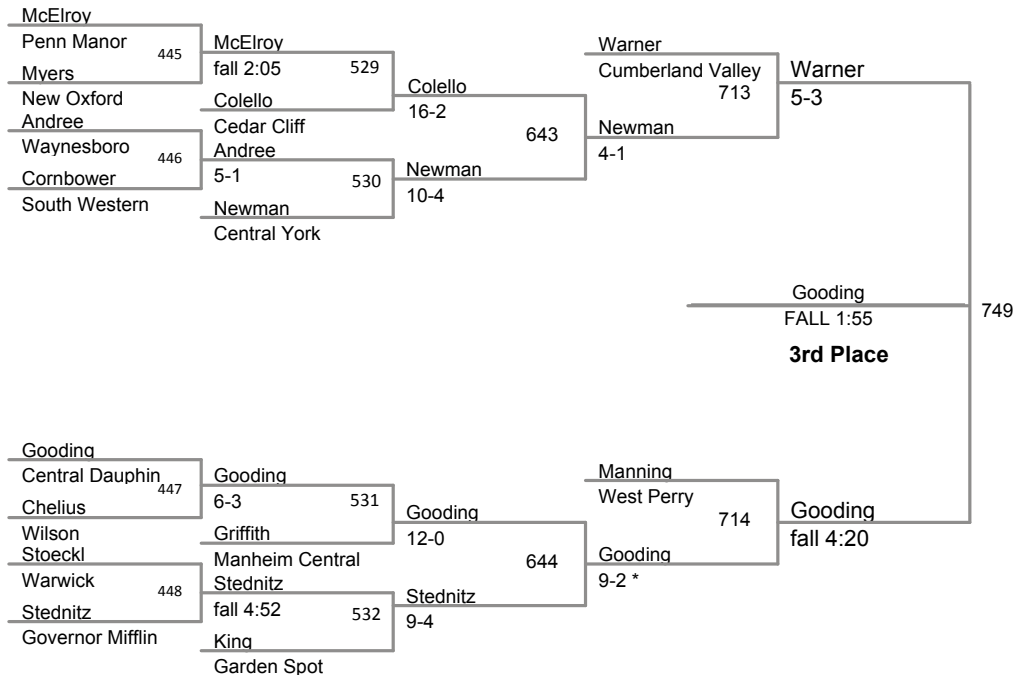 McElroy
Penn Manor
445
Myers
New Oxford
Andree
Waynesboro
446
Cornbower
South Western
McElroy
fall 2:05
529
Colello
Cedar Cliff
Andree
5-1
530
Newman
Central York
Colello
16-2
643
Newman
10-4
Warner
Cumberland Valley
713
Newman
4-1
Warner
5-3
Gooding
FALL 1:55
3rd Place
749
Gooding
Central Dauphin
447
Chelius
Wilson
Stoeckl
Warwick
448
Stednitz
Governor Mifflin
Gooding
6-3
531
Griffith
Manheim Central
Stednitz
fall 4:52
532
King
Garden Spot
Gooding
12-0
644
Stednitz
9-4
Manning
West Perry
714
Gooding
9-2 *
Gooding
fall 4:20